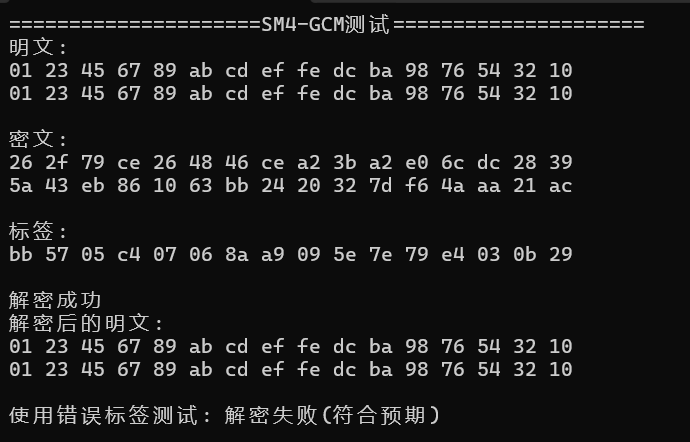 =====================SM4-GCM测试=====================
明文:
01 23 45 67 89 ab cd ef fe dc ba 98 76 54 32 10
01 23 45 67 89 ab cd ef fe dc ba 98 76 54 32 10
密文:
26 2f 79 ce 26 48 46 ce a2 3b a2 e0 6c dc 28 39
5a 43 eb 86 10 63 bb 24 20 32 7d f6 4a aa 21 ac
标签:
bb 57 05 c4 07 06 8a a9 09 5e 7e 79 e4 03 0b 29
解密成功
解密后的明文:
01 23 45 67 89 ab cd ef fe dc ba 98 76 54 32 10
01 23 45 67 89 ab cd ef fe dc ba 98 76 54 32 10
使用错误标签测试: 解密失败(符合预期)